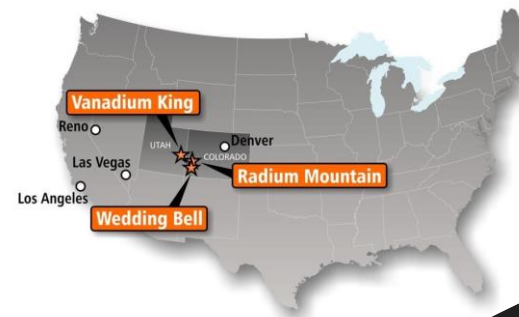 Vanadium King
Reno
UTAH
Denver
COLORADO
Las Vegas
Radium Mountain
Los Angeles
Wedding Bell